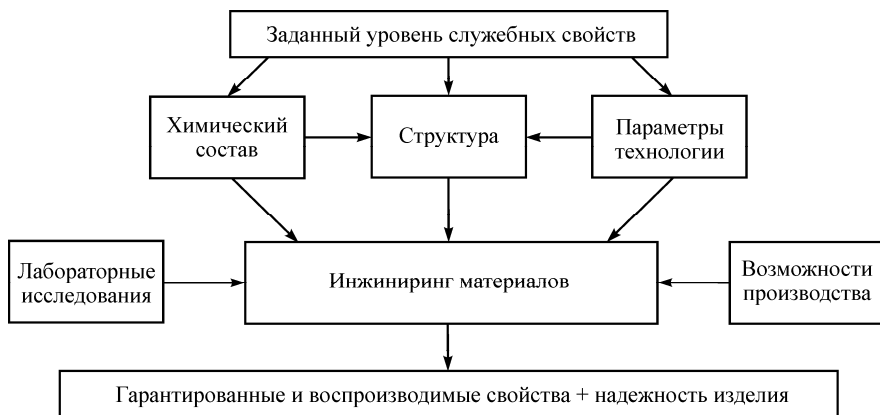 Заданный уровень служебных свойств
Химический
состав
Структура
Параметры
технологии
Лабораторные
исследования
Инжиниринг материалов
Возможности
производства
Гарантированные и воспроизводимые свойства + надежность изделия